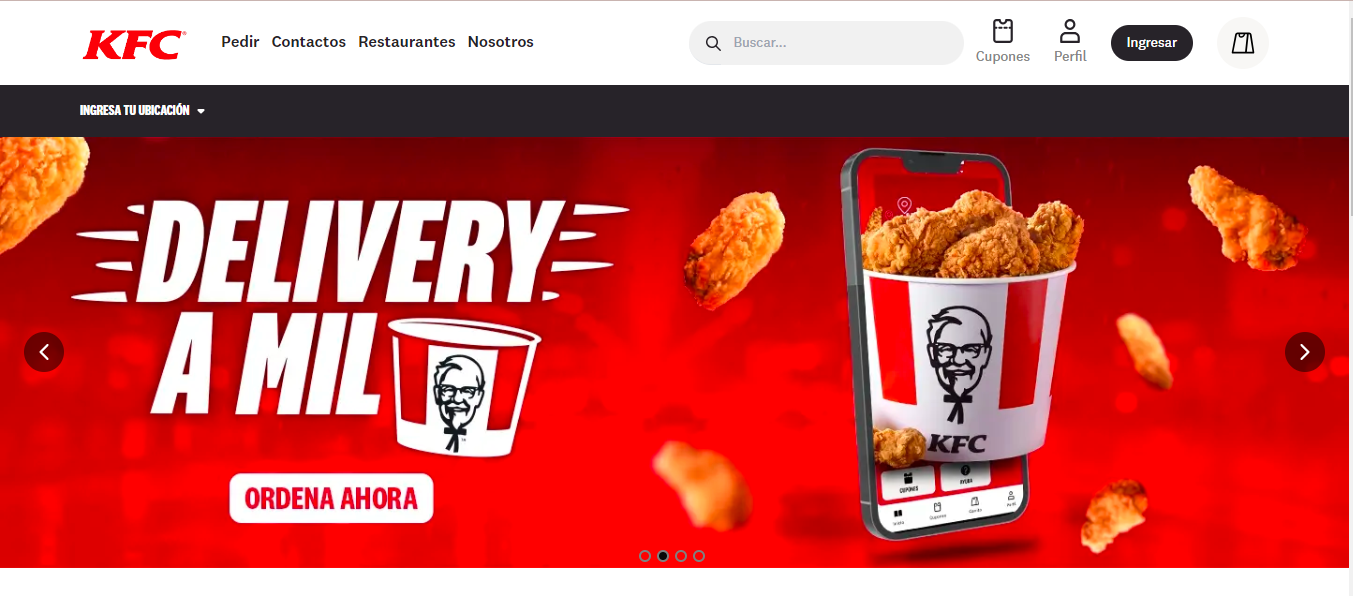 KFC
Pedir Contactos Restaurantes Nosotros
Buscar...
Cupones
Perfil
Ingresar
INGRESA TU UBICACIÓN
DELIVERY
A MIL
ORDENA AHORA
KFC
CUPONES
AYUDA
Inicio
Cupones
Perfil